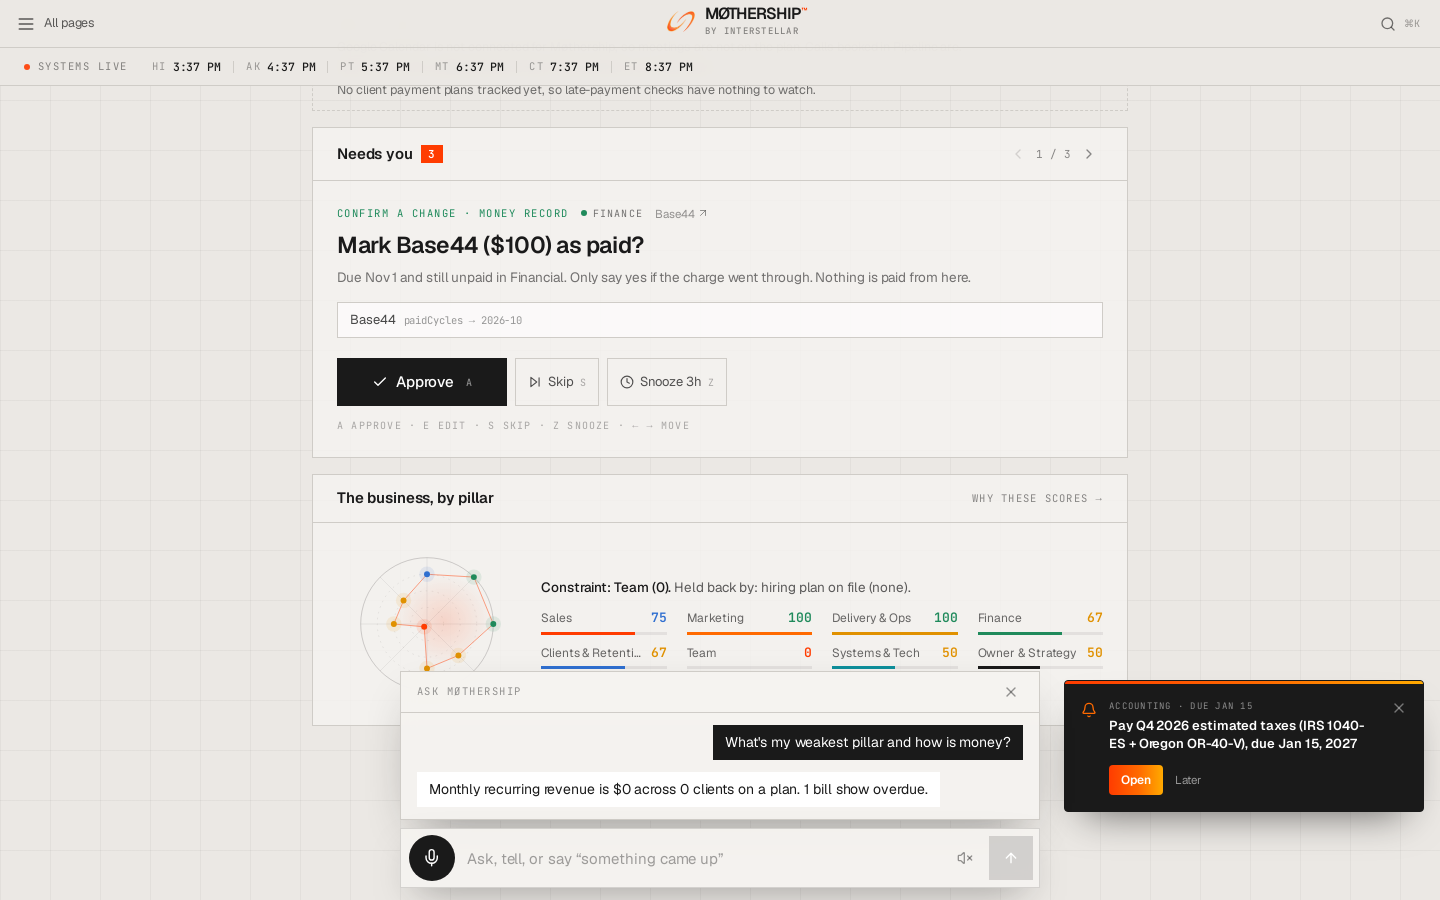 All pages
MØTHERSHIP™
BY INTERSTELLAR
⌘K
SYSTEMS LIVE HI 3:37 PM AK 4:37 PM PT 5:37 PM MT 6:37 PM CT 7:37 PM ET 8:37 PM
No client payment plans tracked yet, so late-payment checks have nothing to watch.
Needs you 3
1 / 3
CONFIRM A CHANGE · MONEY RECORD FINANCE Base44 ↗
Mark Base44 ($100) as paid?
Due Nov 1 and still unpaid in Financial. Only say yes if the charge went through. Nothing is paid from here.
Base44 paidCycles → 2026-10
Approve A
Skip S
Snooze 3h Z
A APPROVE · E EDIT · S SKIP · Z SNOOZE · ← → MOVE
The business, by pillar
WHY THESE SCORES →
Constraint: Team (0). Held back by: hiring plan on file (none).
Sales 75
Marketing 100
Delivery & Ops 100
Finance 67
Clients & Retenti... 67
Team 0
Systems & Tech 50
Owner & Strategy 50
ASK MØTHERSHIP
What's my weakest pillar and how is money?
Monthly recurring revenue is $0 across 0 clients on a plan. 1 bill show overdue.
Ask, tell, or say “something came up”
ACCOUNTING · DUE JAN 15
Pay Q4 2026 estimated taxes (IRS 1040-
ES + Oregon OR-40-V), due Jan 15, 2027
Open
Later